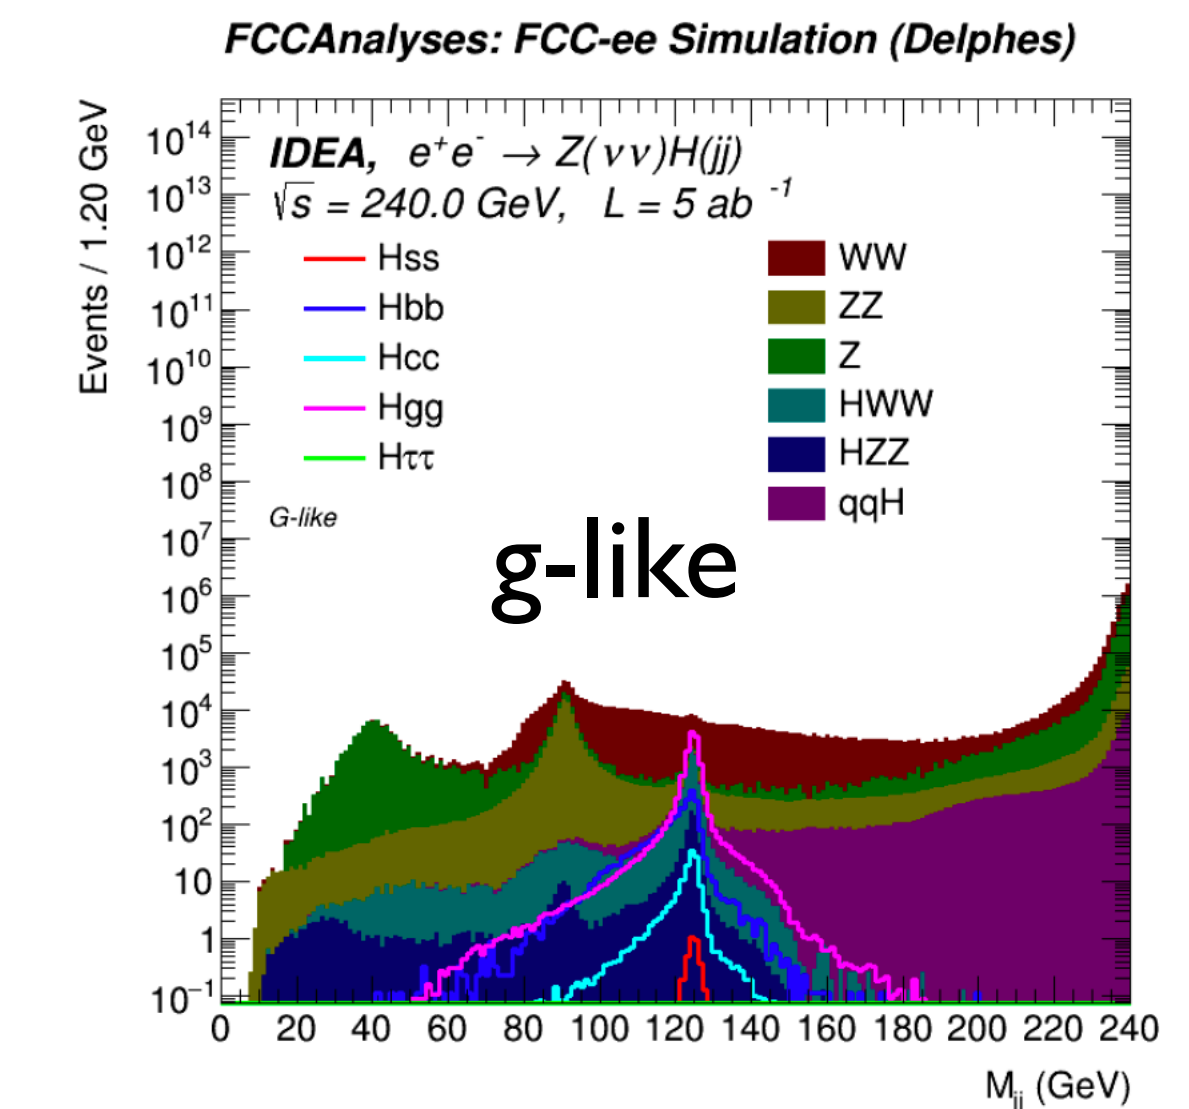 FCCAnalyses: FCC-ee Simulation (Delphes)
Events / 1.20 GeV
10¹⁴
10¹³
10¹²
10¹¹
10¹⁰
10⁹
10⁸
10⁷
10⁶
10⁵
10⁴
10³
10²
10
1
10⁻¹
IDEA, e⁺e⁻ → Z(νν)H(jj)
√s = 240.0 GeV, L = 5 ab ⁻¹
Hss
Hbb
Hcc
Hgg
Hττ
WW
ZZ
Z
HWW
HZZ
qqH
G-like
g-like
0 20 40 60 80 100 120 140 160 180 200 220 240
Mjj (GeV)